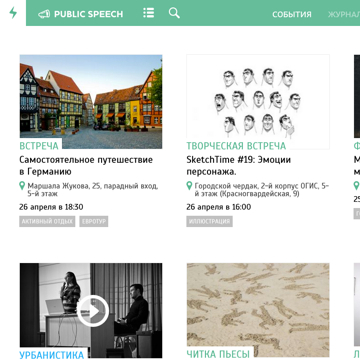 PUBLIC SPEECH
СОБЫТИЯ
ЖУРНАЛ
ВСТРЕЧА
Самостоятельное путешествие
в Германию
Маршала Жукова, 25, парадный вход,
5-й этаж
26 апреля в 18:30
АКТИВНЫЙ ОТДЫХ
ЕВРОТУР
ТВОРЧЕСКАЯ ВСТРЕЧА
SketchTime #19: Эмоции
персонажа.
Городской чердак, 2-й корпус ОГИС, 5-
й этаж (Красногвардейская, 9)
26 апреля в 16:00
ИЛЛЮСТРАЦИЯ
УРБАНИСТИКА
ЧИТКА ПЬЕСЫ